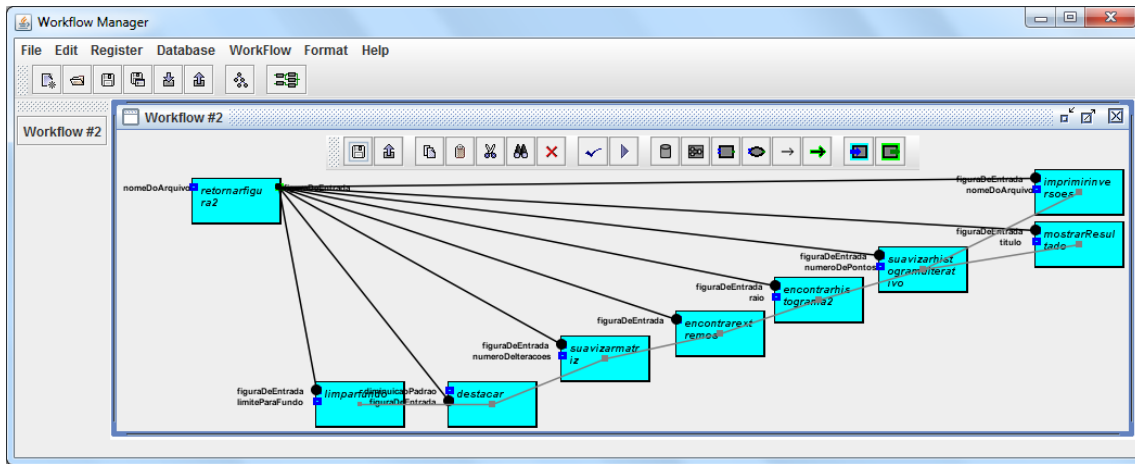 Workflow Manager
File Edit Register Database WorkFlow Format Help
Workflow #2
Workflow #2
nomeDoArquivo
retornarfigu
ra2
figuraDeEntrada
figuraDeEntrada
nomeDoArquivo
imprimirinve
rsoes
figuraDeEntrada
titulo
mostrarResul
tado
figuraDeEntrada
numeroDePontos
suavizarhist
ogramaIterat
ivo
figuraDeEntrada
raio
encontrarhis
tograma2
figuraDeEntrada
encontrarext
remos
figuraDeEntrada
numeroDeIteracoes
suavizarmatr
iz
figuraDeEntrada
limiteParaFundo
limparfundo
diminuicaoPadrao
figuraDeEntrada
destacar